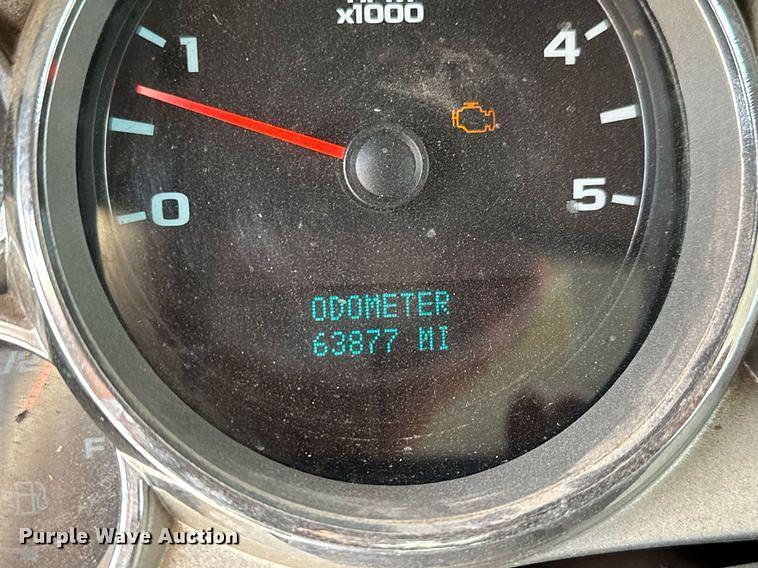 x1000
1
4
0
5
ODOMETER
63877 MI
F
Purple Wave Auction